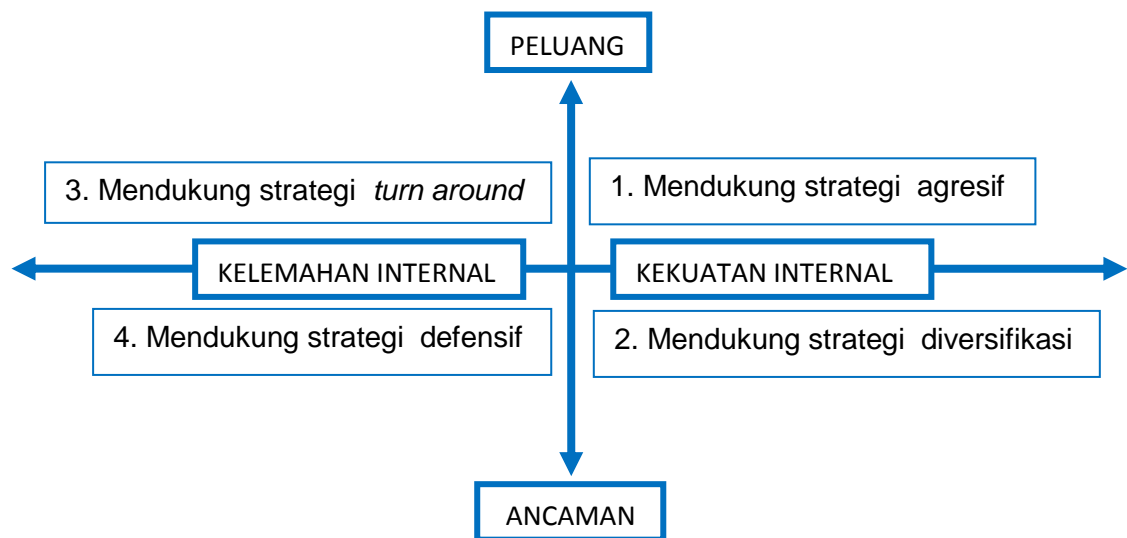 PELUANG
3. Mendukung strategi turn around
1. Mendukung strategi agresif
KELEMAHAN INTERNAL
KEKUATAN INTERNAL
4. Mendukung strategi defensif
2. Mendukung strategi diversifikasi
ANCAMAN